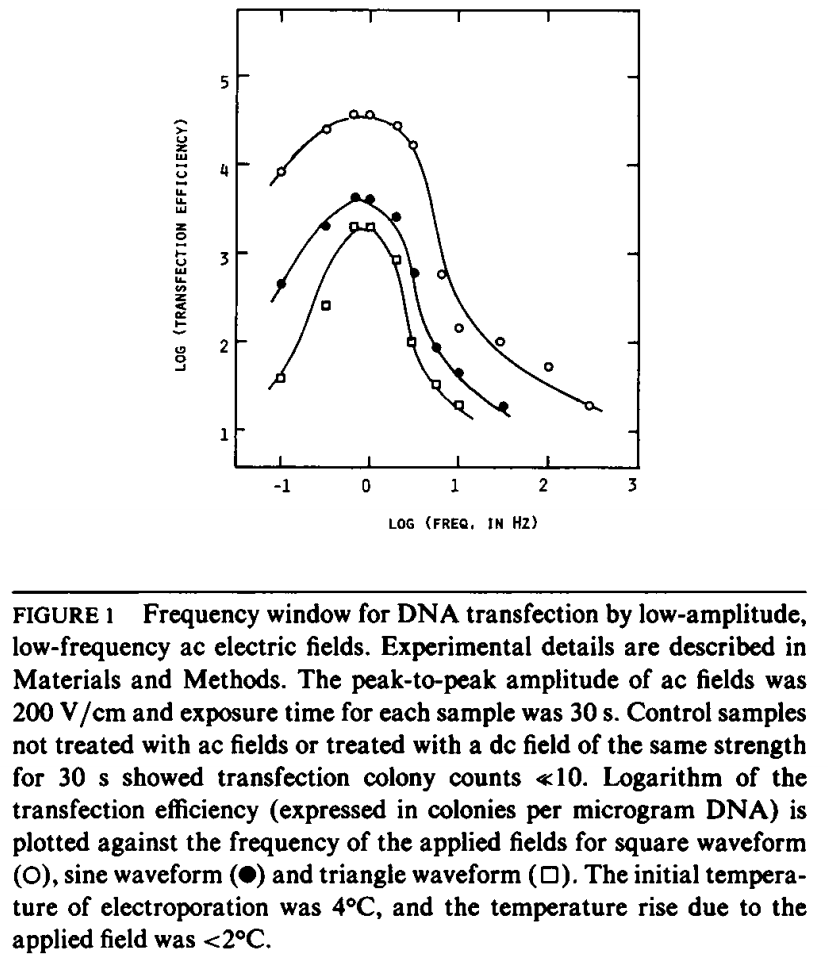 5
4
3
2
1
LOG (TRANSFECTION EFFICIENCY)
-1 0 1 2 3
LOG (FREQ. IN HZ)
FIGURE 1 Frequency window for DNA transfection by low-amplitude,
low-frequency ac electric fields. Experimental details are described in
Materials and Methods. The peak-to-peak amplitude of ac fields was
200 V/cm and exposure time for each sample was 30 s. Control samples
not treated with ac fields or treated with a dc field of the same strength
for 30 s showed transfection colony counts ≪10. Logarithm of the
transfection efficiency (expressed in colonies per microgram DNA) is
plotted against the frequency of the applied fields for square waveform
(○), sine waveform (●) and triangle waveform (□). The initial tempera-
ture of electroporation was 4°C, and the temperature rise due to the
applied field was <2°C.